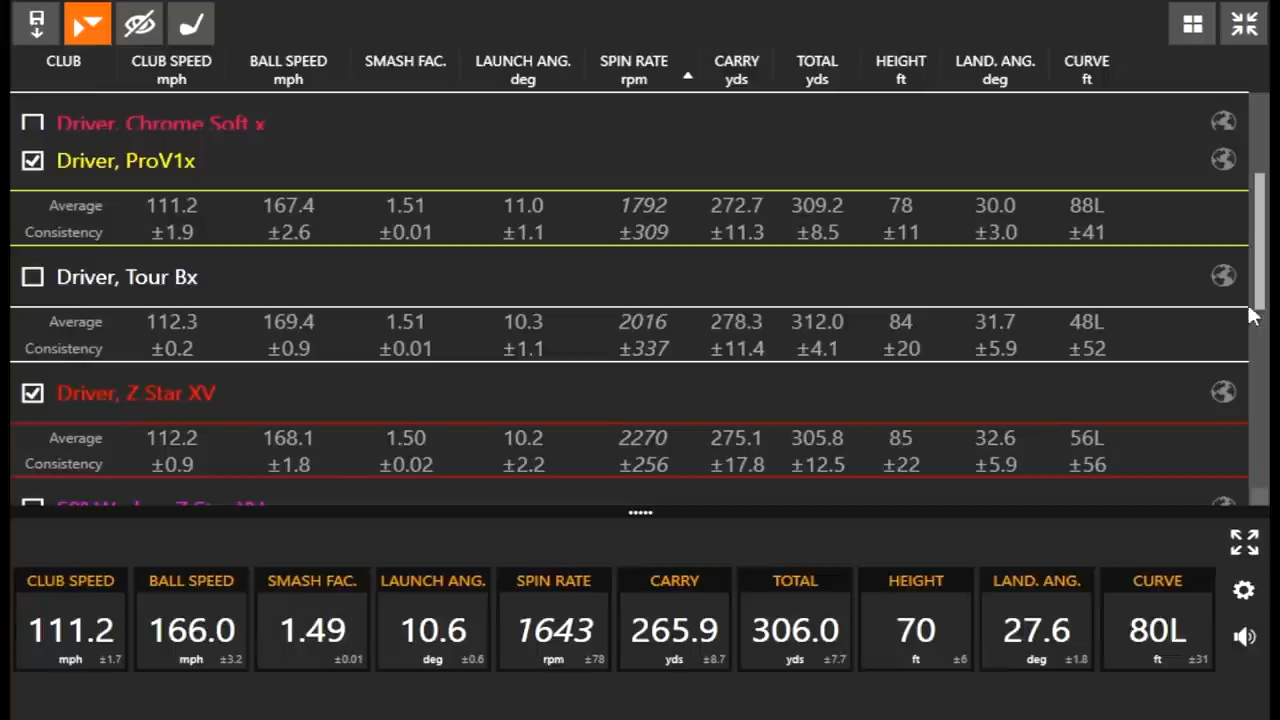 CLUB CLUB SPEED BALL SPEED SMASH FAC. LAUNCH ANG. SPIN RATE CARRY TOTAL HEIGHT LAND. ANG. CURVE
mph mph deg rpm yds yds ft deg ft
Driver, Chrome Soft x
Driver, ProV1x
Average 111.2 167.4 1.51 11.0 1792 272.7 309.2 78 30.0 88L
Consistency ±1.9 ±2.6 ±0.01 ±1.1 ±309 ±11.3 ±8.5 ±11 ±3.0 ±41
Driver, Tour Bx
Average 112.3 169.4 1.51 10.3 2016 278.3 312.0 84 31.7 48L
Consistency ±0.2 ±0.9 ±0.01 ±1.1 ±337 ±11.4 ±4.1 ±20 ±5.9 ±52
Driver, Z Star XV
Average 112.2 168.1 1.50 10.2 2270 275.1 305.8 85 32.6 56L
Consistency ±0.9 ±1.8 ±0.02 ±2.2 ±256 ±17.8 ±12.5 ±22 ±5.9 ±56
CLUB SPEED BALL SPEED SMASH FAC. LAUNCH ANG. SPIN RATE CARRY TOTAL HEIGHT LAND. ANG. CURVE
111.2 166.0 1.49 10.6 1643 265.9 306.0 70 27.6 80L
mph ±1.7 mph ±3.2 ±0.01 deg ±0.6 rpm ±78 yds ±8.7 yds ±7.7 ft ±6 deg ±1.8 ft ±31